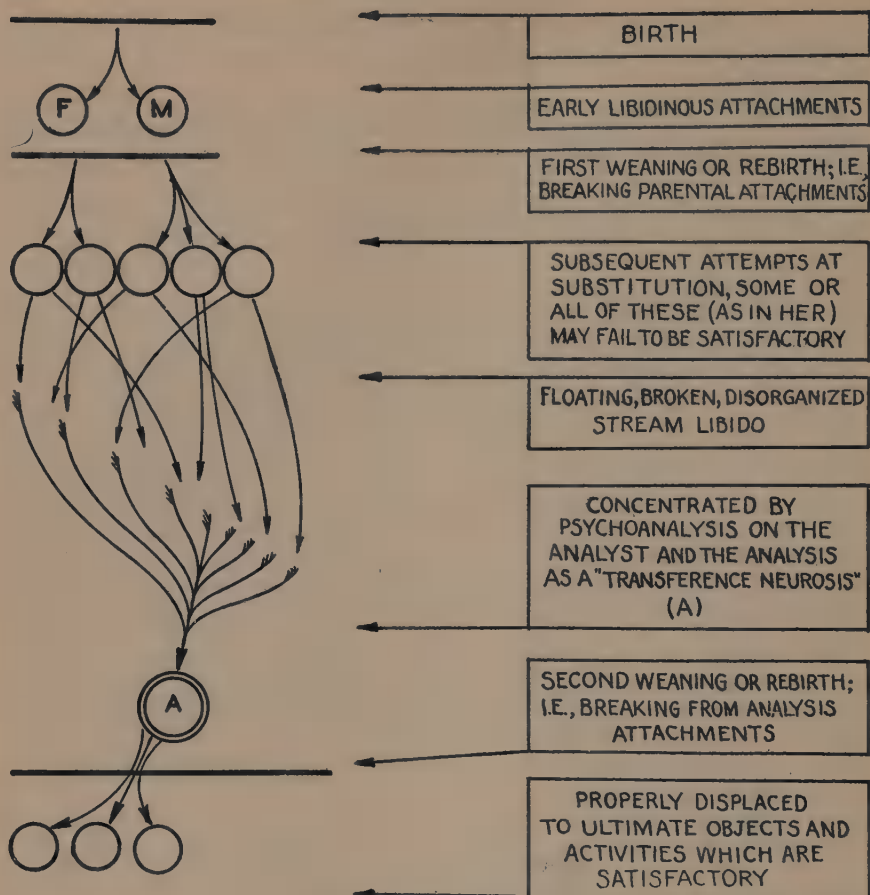 BIRTH
F M
EARLY LIBIDINOUS ATTACHMENTS
FIRST WEANING OR REBIRTH; I.E.,
BREAKING PARENTAL ATTACHMENTS
SUBSEQUENT ATTEMPTS AT
SUBSTITUTION, SOME OR
ALL OF THESE (AS IN HER)
MAY FAIL TO BE SATISFACTORY
FLOATING, BROKEN, DISORGANIZED
STREAM LIBIDO
CONCENTRATED BY
PSYCHOANALYSIS ON THE
ANALYST AND THE ANALYSIS
AS A "TRANSFERENCE NEUROSIS"
(A)
A
SECOND WEANING OR REBIRTH;
I.E., BREAKING FROM ANALYSIS
ATTACHMENTS
PROPERLY DISPLACED
TO ULTIMATE OBJECTS AND
ACTIVITIES WHICH ARE
SATISFACTORY